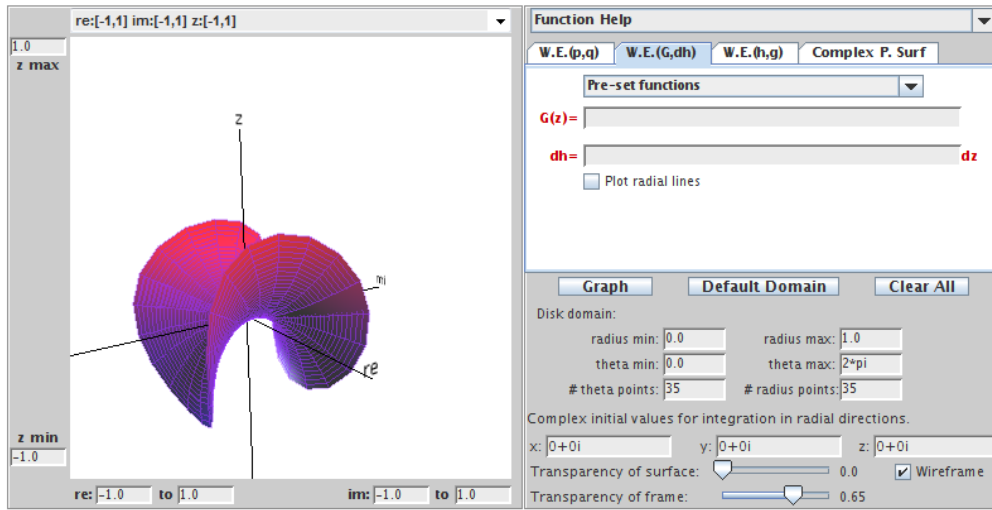 re:[-1,1] im:[-1,1] z:[-1,1]
1.0
z max
z
im
re
z min
-1.0
re: -1.0 to 1.0 im: -1.0 to 1.0
Function Help
W.E.(p,q) W.E.(G,dh) W.E.(h,g) Complex P. Surf
Pre-set functions
G(z)=
dh= dz
Plot radial lines
Graph Default Domain Clear All
Disk domain:
radius min: 0.0 radius max: 1.0
theta min: 0.0 theta max: 2*pi
# theta points: 35 # radius points: 35
Complex initial values for integration in radial directions.
x: 0+0i y: 0+0i z: 0+0i
Transparency of surface: 0.0 Wireframe
Transparency of frame: 0.65